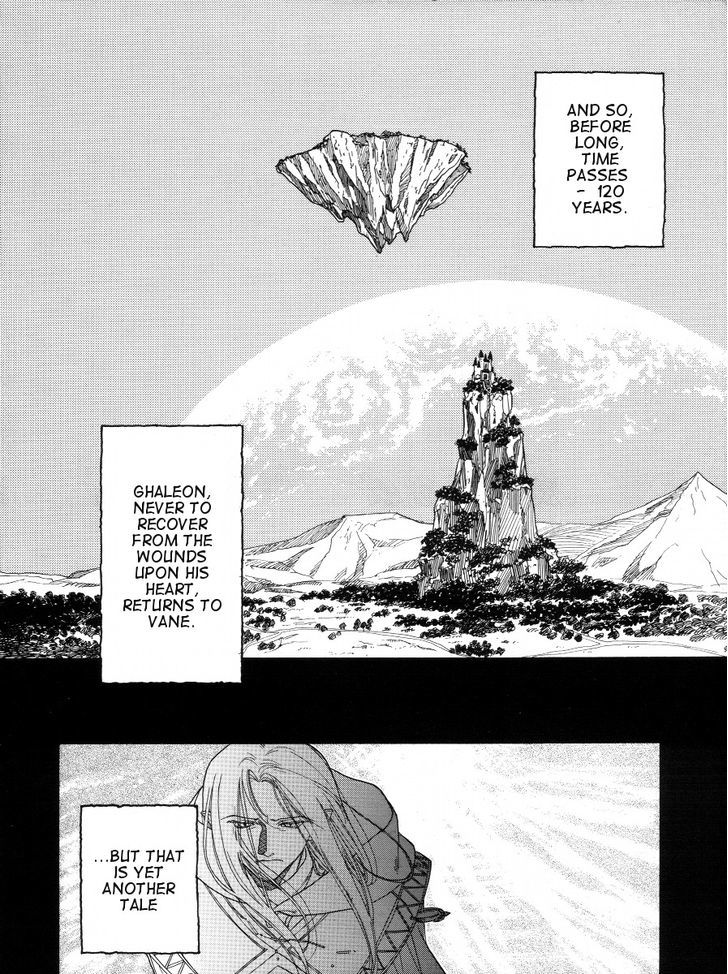 AND SO,
BEFORE
LONG,
TIME
PASSES
- 120
YEARS.
GHALEON,
NEVER TO
RECOVER
FROM THE
WOUNDS
UPON HIS
HEART,
RETURNS TO
VANE.
...BUT THAT
IS YET
ANOTHER
TALE